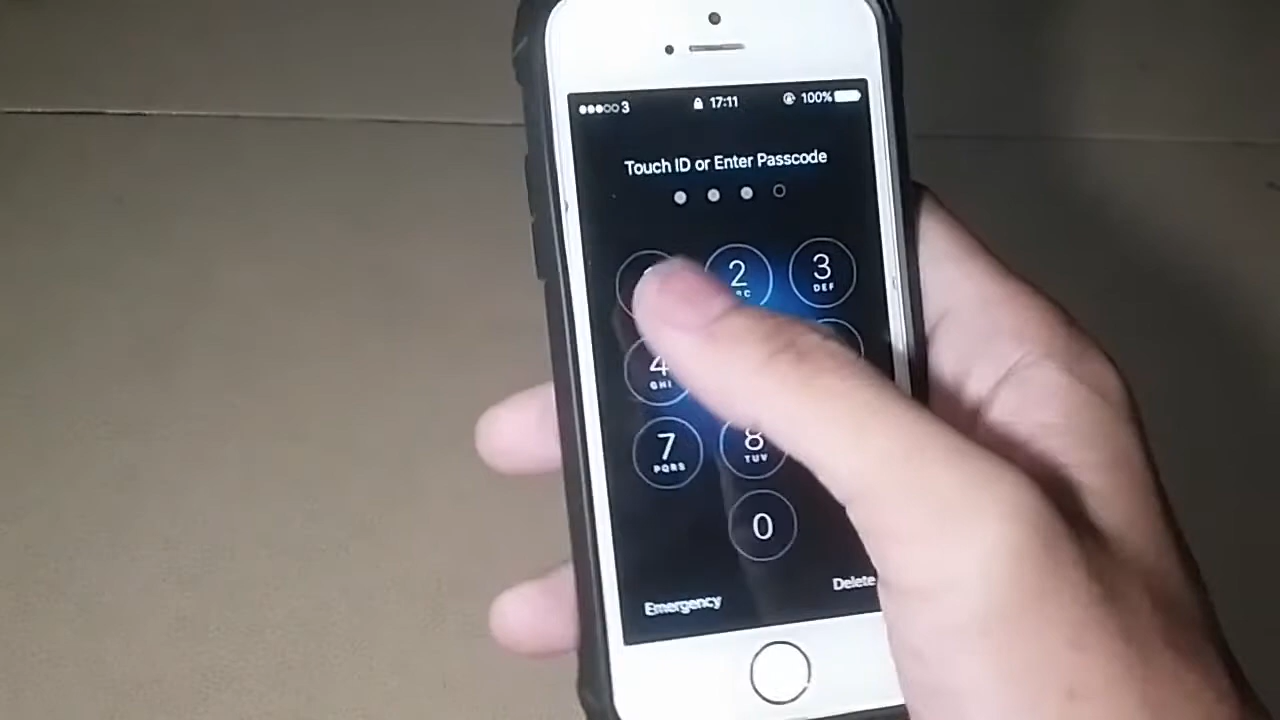 3 17:11 100%
Touch ID or Enter Passcode
2 3
DEF
4
GHI
7 8
PQRS TUV
0
Emergency Delete